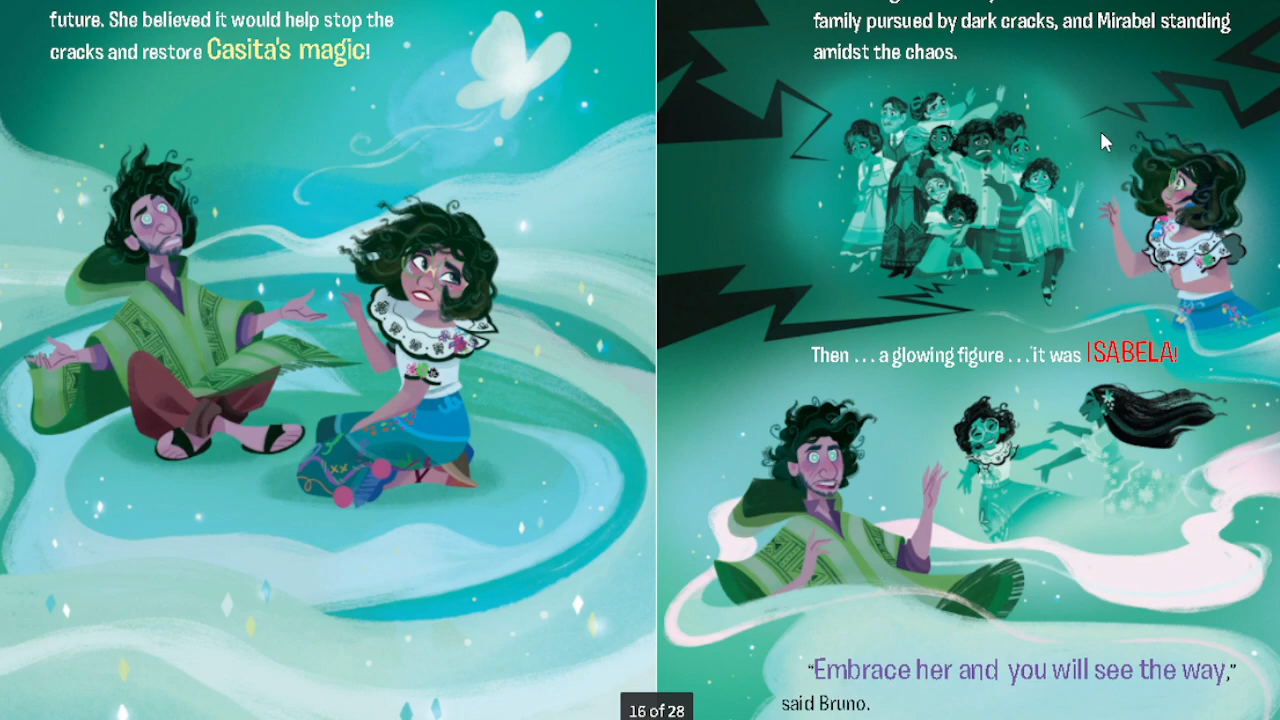 future. She believed it would help stop the
cracks and restore Casita's magic!
family pursued by dark cracks, and Mirabel standing
amidst the chaos.
Then . . . a glowing figure . . . it was ISABELA!
“Embrace her and you will see the way,”
said Bruno.
16 of 28